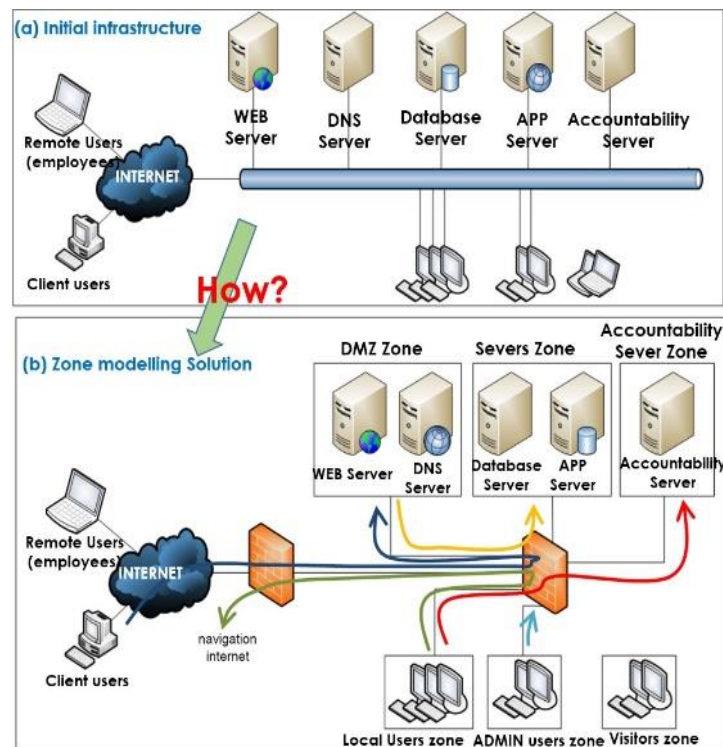 (a) Initial infrastructure
WEB
Server
DNS
Server
Database
Server
APP
Server
Accountability
Server
Remote Users
(employees)
INTERNET
Client users
How?
(b) Zone modelling Solution
DMZ Zone
Severs Zone
Accountability
Sever Zone
WEB Server
DNS
Server
Database
Server
APP
Server
Accountability
Server
Remote Users
(employees)
INTERNET
navigation
internet
Client users
Local Users zone
ADMIN users zone
Visitors zone